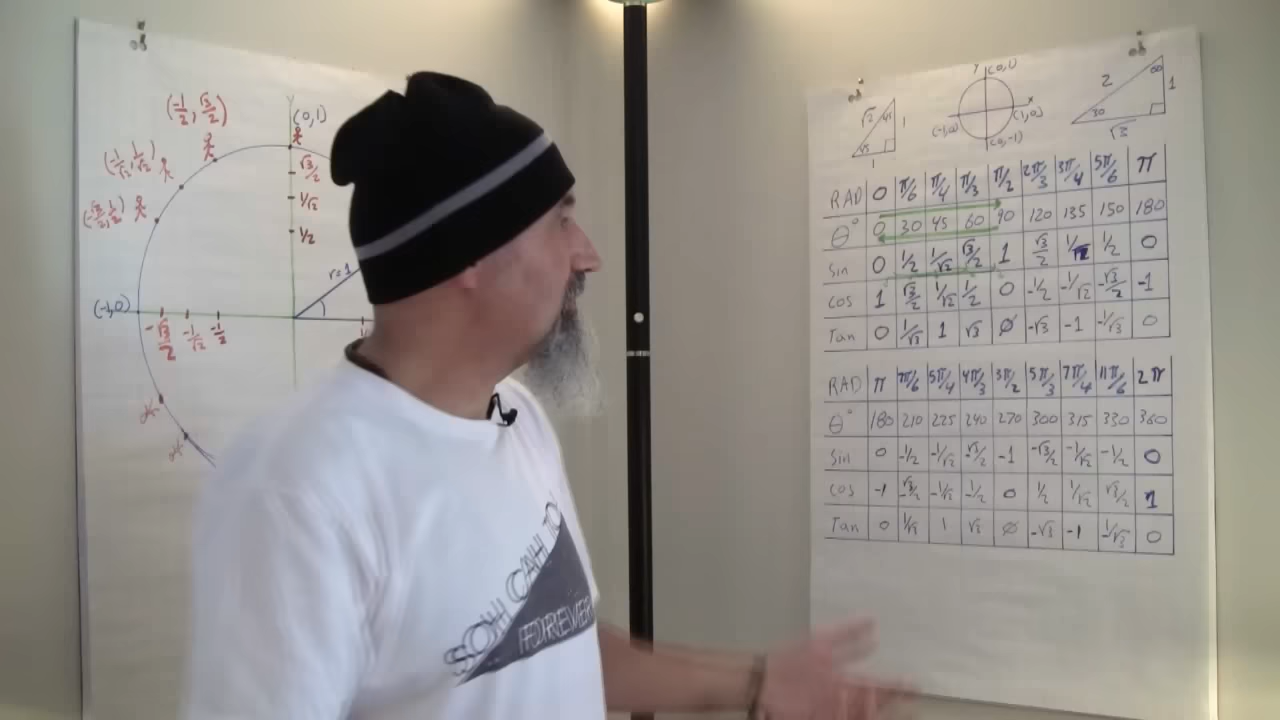 (-1/2, √3/2)
(0,1)
(-1/√2, 1/√2)
√3/2
(-√3/2, 1/2)
1/√2
1/2
r=1
(-1,0)
-√3/2 -1/√2 -1/2
SOH CAH TO
FOREVER
y (0,1)
√2 45 1
45
1
(-1,0) x (1,0)
(0,-1)
2 60 1
30
√3
RAD 0 π/6 π/4 π/3 π/2 2π/3 3π/4 5π/6 π
θ° 0 30 45 60 90 120 135 150 180
Sin 0 1/2 1/√2 √3/2 1 √3/2 1/√2 1/2 0
Cos 1 √3/2 1/√2 1/2 0 -1/2 -1/√2 -√3/2 -1
Tan 0 1/√3 1 √3 Ø -√3 -1 -1/√3 0
RAD π 7π/6 5π/4 4π/3 3π/2 5π/3 7π/4 11π/6 2π
θ° 180 210 225 240 270 300 315 330 360
Sin 0 -1/2 -1/√2 -√3/2 -1 -√3/2 -1/√2 -1/2 0
Cos -1 -√3/2 -1/√2 -1/2 0 1/2 1/√2 √3/2 1
Tan 0 1/√3 1 √3 Ø -√3 -1 -1/√3 0